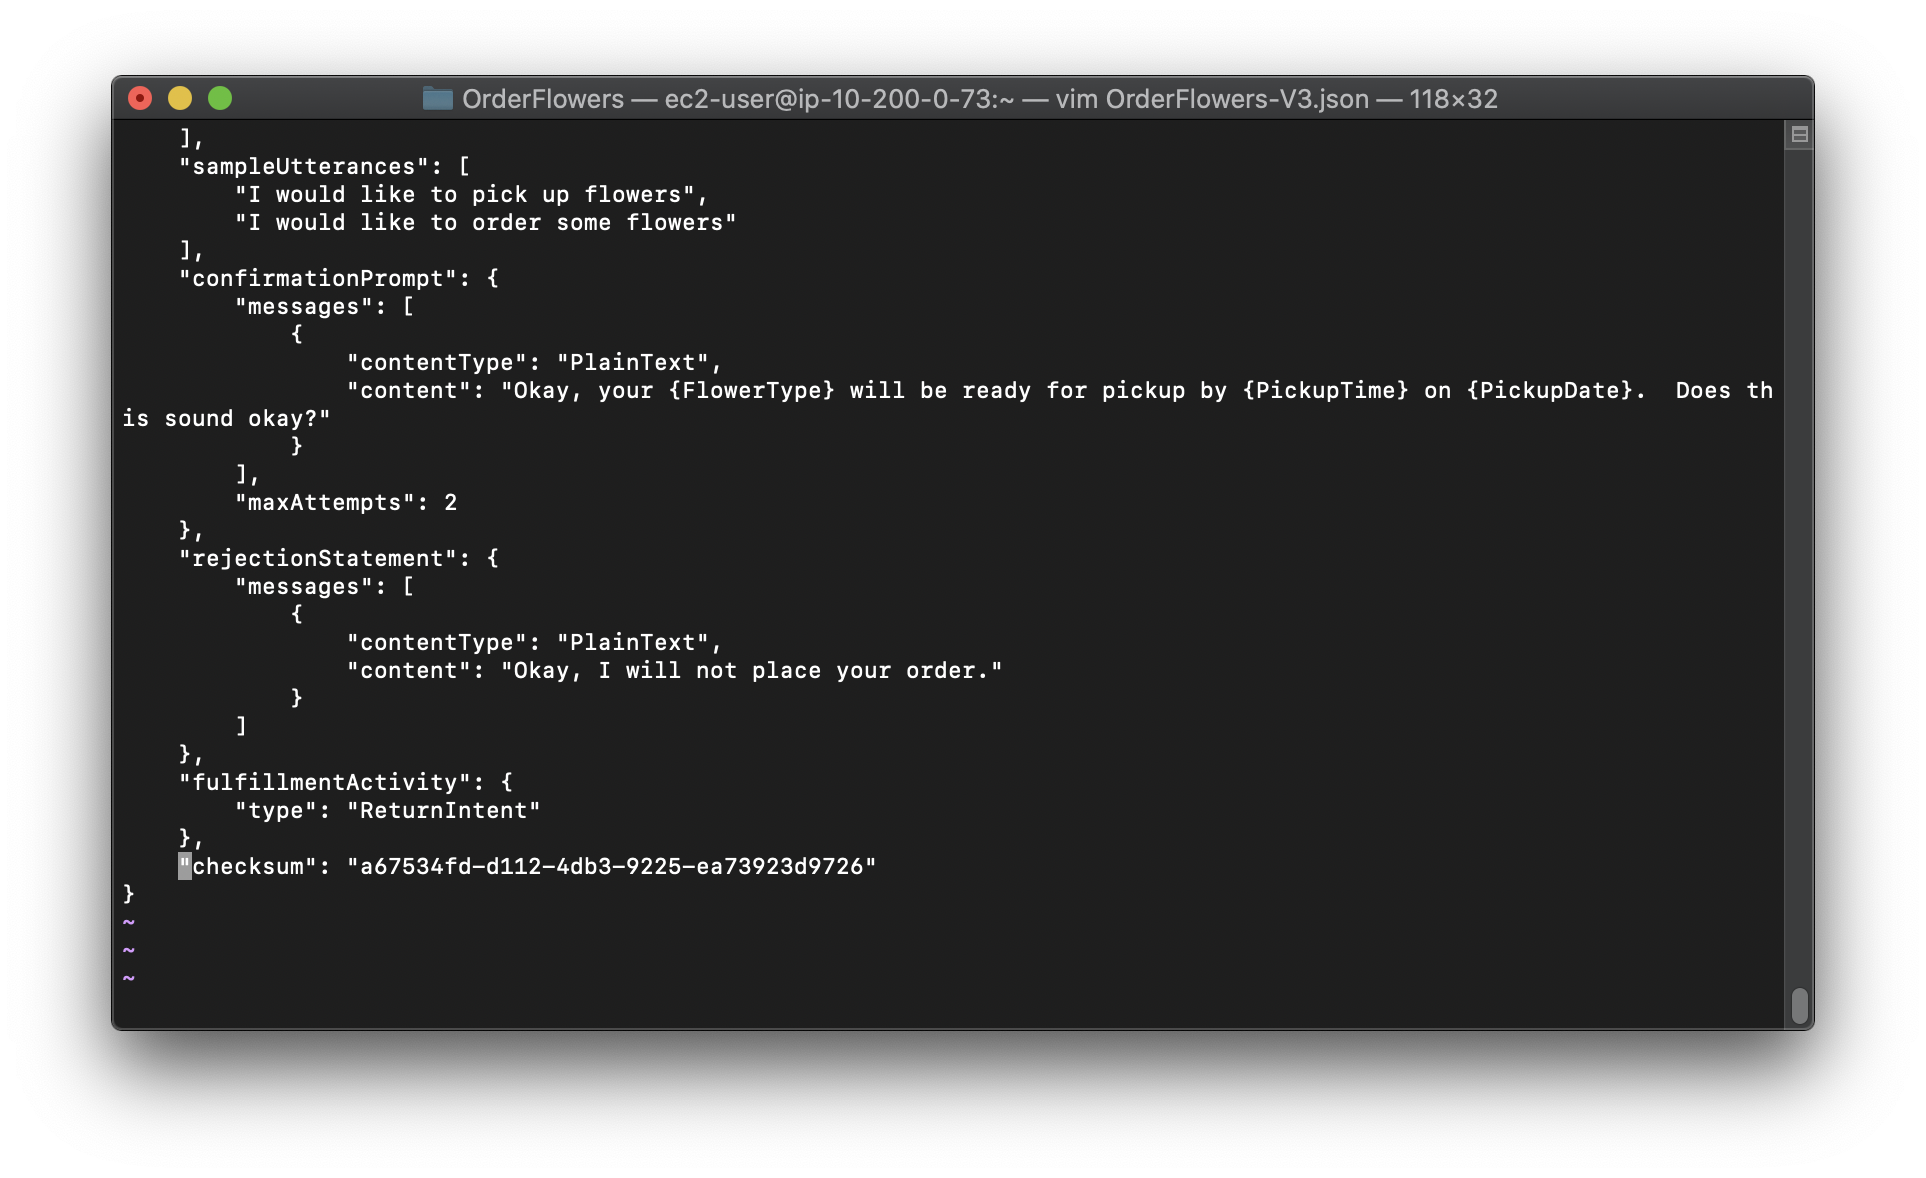 OrderFlowers — ec2-user@ip-10-200-0-73:~ — vim OrderFlowers-V3.json — 118×32
    ],
    "sampleUtterances": [
        "I would like to pick up flowers",
        "I would like to order some flowers"
    ],
    "confirmationPrompt": {
        "messages": [
            {
                "contentType": "PlainText",
                "content": "Okay, your {FlowerType} will be ready for pickup by {PickupTime} on {PickupDate}.  Does th
is sound okay?"
            }
        ],
        "maxAttempts": 2
    },
    "rejectionStatement": {
        "messages": [
            {
                "contentType": "PlainText",
                "content": "Okay, I will not place your order."
            }
        ]
    },
    "fulfillmentActivity": {
        "type": "ReturnIntent"
    },
    "checksum": "a67534fd-d112-4db3-9225-ea73923d9726"
}
~
~
~